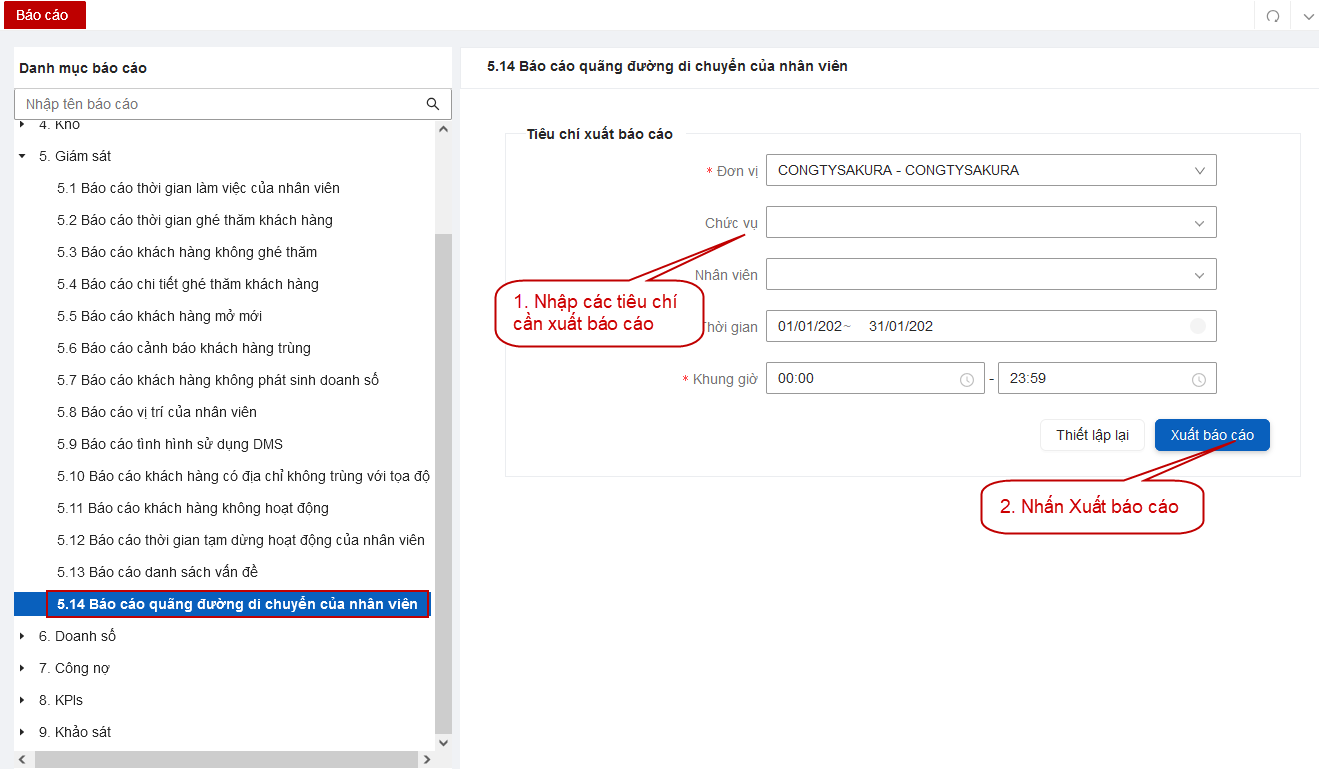 Báo cáo
Danh mục báo cáo
Nhập tên báo cáo
4. Kho
5. Giám sát
5.1 Báo cáo thời gian làm việc của nhân viên
5.2 Báo cáo thời gian ghé thăm khách hàng
5.3 Báo cáo khách hàng không ghé thăm
5.4 Báo cáo chi tiết ghé thăm khách hàng
5.5 Báo cáo khách hàng mở mới
5.6 Báo cáo cảnh báo khách hàng trùng
5.7 Báo cáo khách hàng không phát sinh doanh số
5.8 Báo cáo vị trí của nhân viên
5.9 Báo cáo tình hình sử dụng DMS
5.10 Báo cáo khách hàng có địa chỉ không trùng với tọa độ
5.11 Báo cáo khách hàng không hoạt động
5.12 Báo cáo thời gian tạm dừng hoạt động của nhân viên
5.13 Báo cáo danh sách vấn đề
5.14 Báo cáo quãng đường di chuyển của nhân viên
6. Doanh số
7. Công nợ
8. KPIs
9. Khảo sát
5.14 Báo cáo quãng đường di chuyển của nhân viên
Tiêu chí xuất báo cáo
* Đơn vị CONGTYSAKURA - CONGTYSAKURA
Chức vụ
Nhân viên
1. Nhập các tiêu chí
cần xuất báo cáo
Thời gian 01/01/202 ~ 31/01/202
* Khung giờ 00:00 - 23:59
Thiết lập lại Xuất báo cáo
2. Nhấn Xuất báo cáo